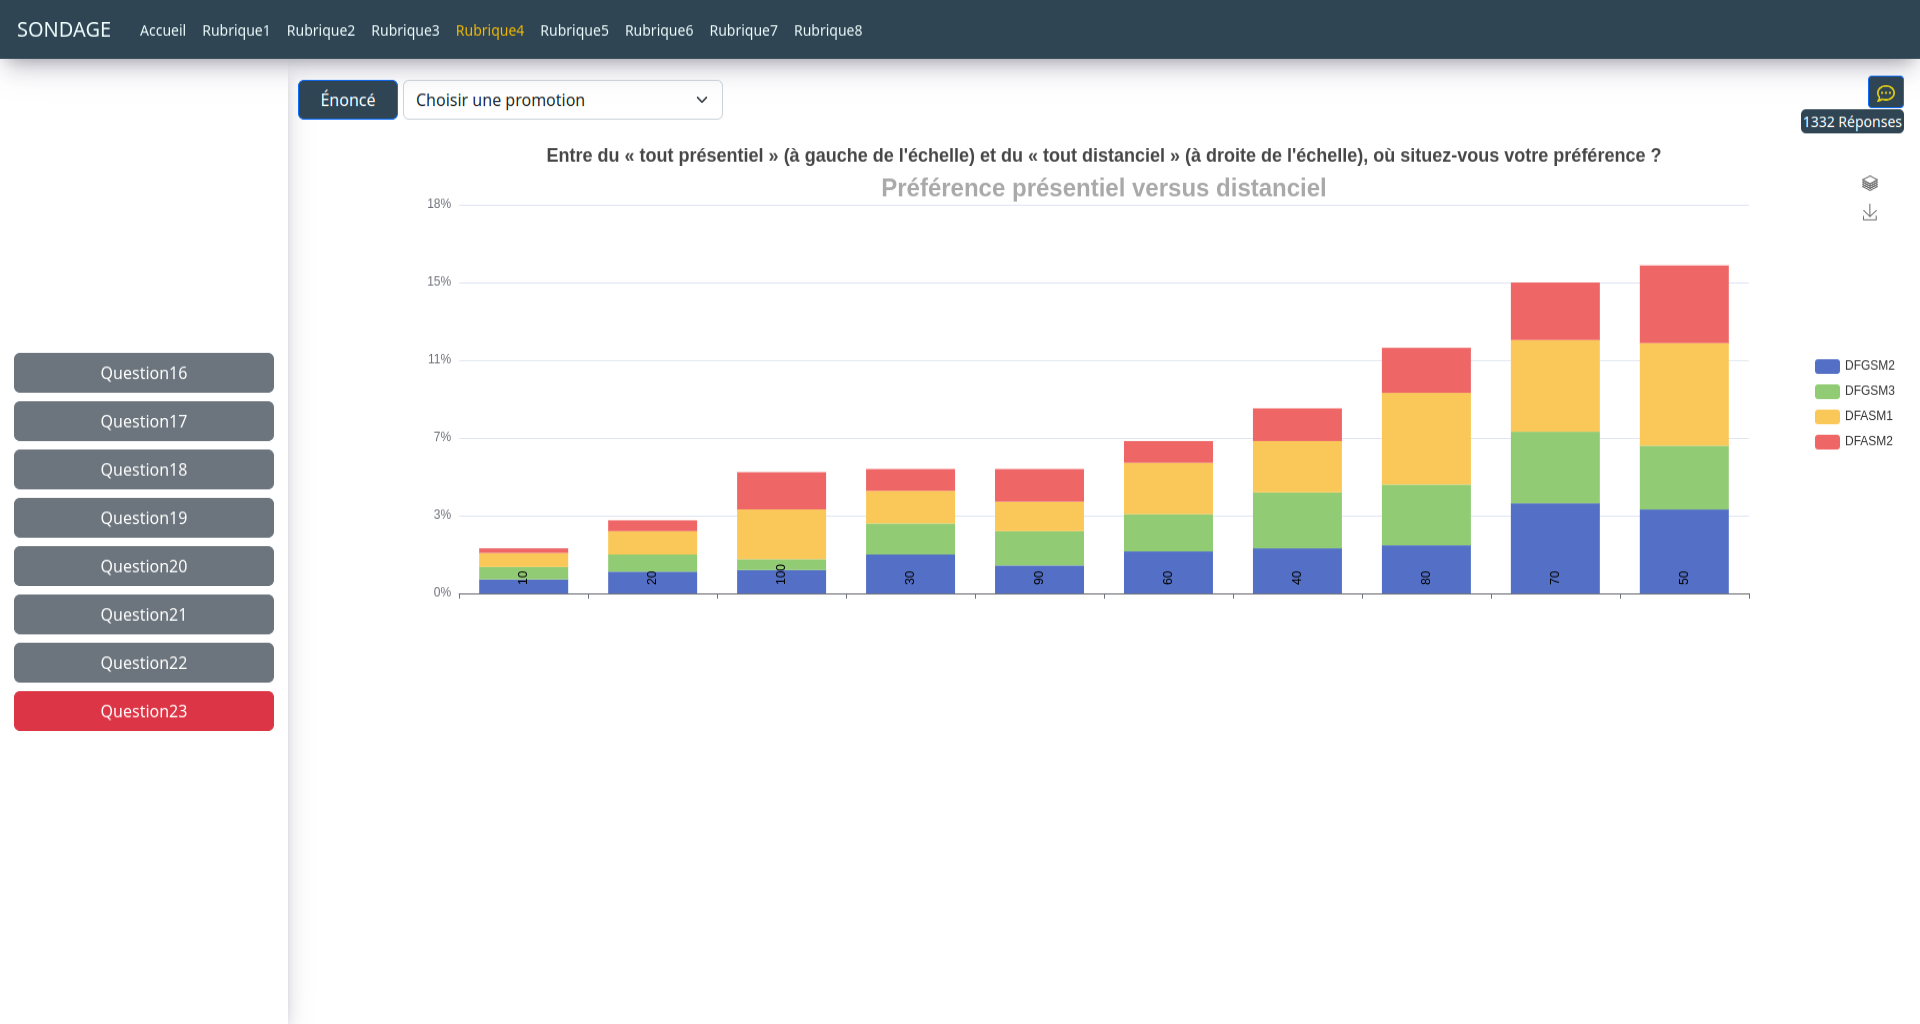 SONDAGE Accueil Rubrique1 Rubrique2 Rubrique3 Rubrique4 Rubrique5 Rubrique6 Rubrique7 Rubrique8
Énoncé
Choisir une promotion
1332 Réponses
Entre du « tout présentiel » (à gauche de l'échelle) et du « tout distanciel » (à droite de l'échelle), où situez-vous votre préférence ?
Préférence présentiel versus distanciel
18%
15%
11%
7%
3%
0%
10
20
100
30
90
60
40
80
70
50
DFGSM2
DFGSM3
DFASM1
DFASM2
Question16
Question17
Question18
Question19
Question20
Question21
Question22
Question23